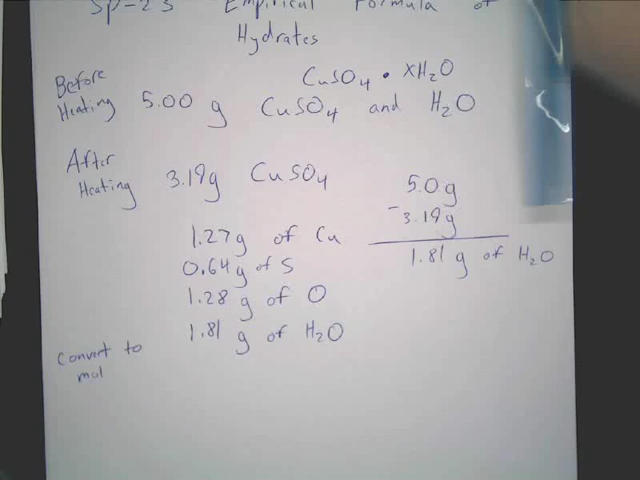 Sp-23 Empirical Formula of
Hydrates
CuSO4 • XH2O
Before
Heating 5.00 g CuSO4 and H2O
After
Heating 3.19g CuSO4
5.0g
-3.19g
1.81 g of H2O
1.27g of Cu
0.64g of S
1.28 g of O
1.81 g of H2O
Convert to
mol